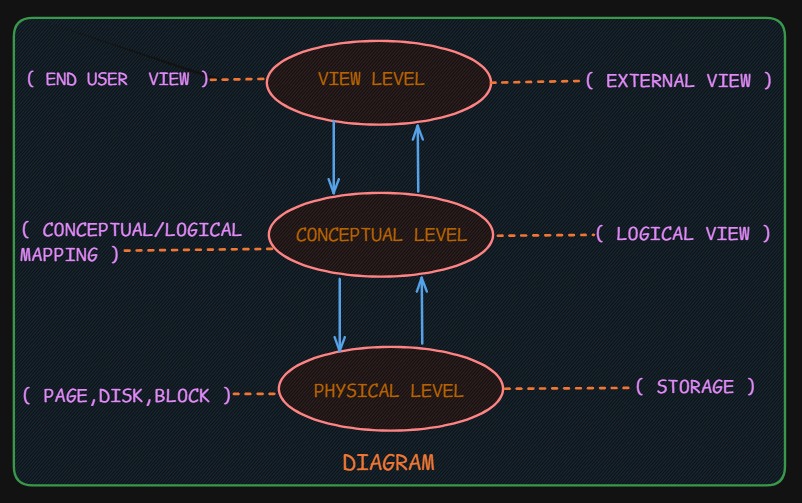 ( END USER VIEW )
VIEW LEVEL
( EXTERNAL VIEW )
( CONCEPTUAL/LOGICAL
MAPPING )
CONCEPTUAL LEVEL
( LOGICAL VIEW )
( PAGE,DISK,BLOCK )
PHYSICAL LEVEL
( STORAGE )
DIAGRAM